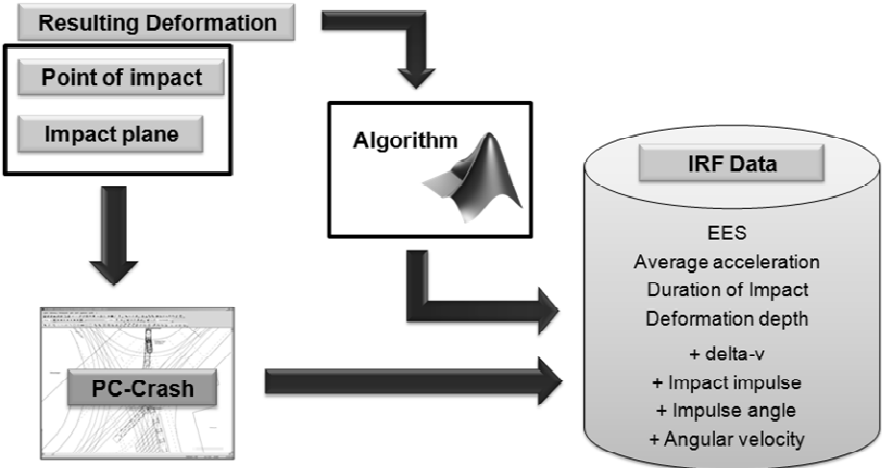 Resulting Deformation
Point of impact
Impact plane
Algorithm
PC-Crash
IRF Data
EES
Average acceleration
Duration of Impact
Deformation depth
+ delta-v
+ Impact impulse
+ Impulse angle
+ Angular velocity